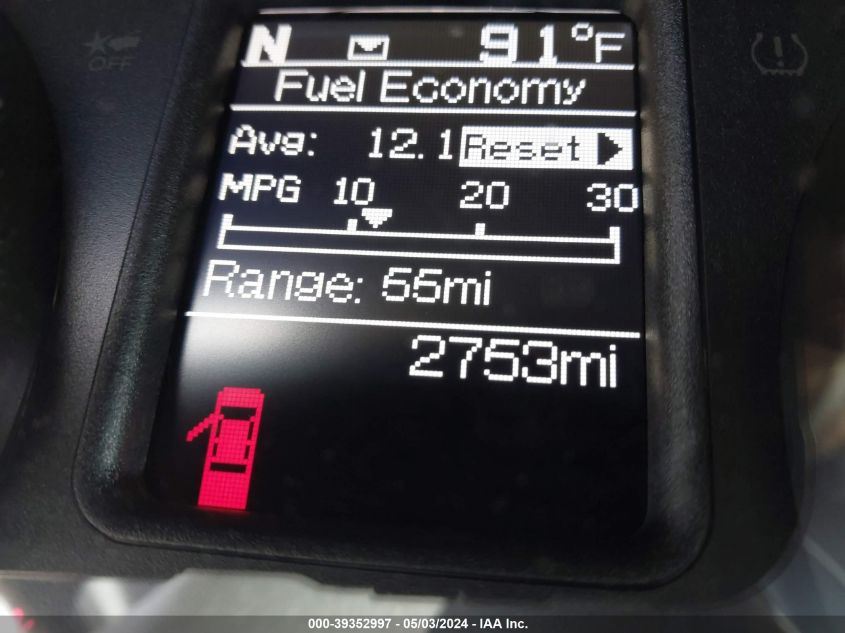 N 91°F
OFF
Fuel Economy
Avg: 12.1 Reset
MPG 10 20 30
Range: 55mi
2753mi
000-39352997 - 05/03/2024 - IAA Inc.